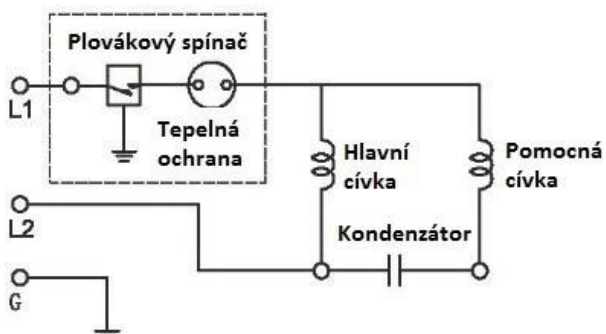 Plovákový spínač
L1
Tepelná
ochrana
Hlavní
cívka
Pomocná
cívka
L2
Kondenzátor
G